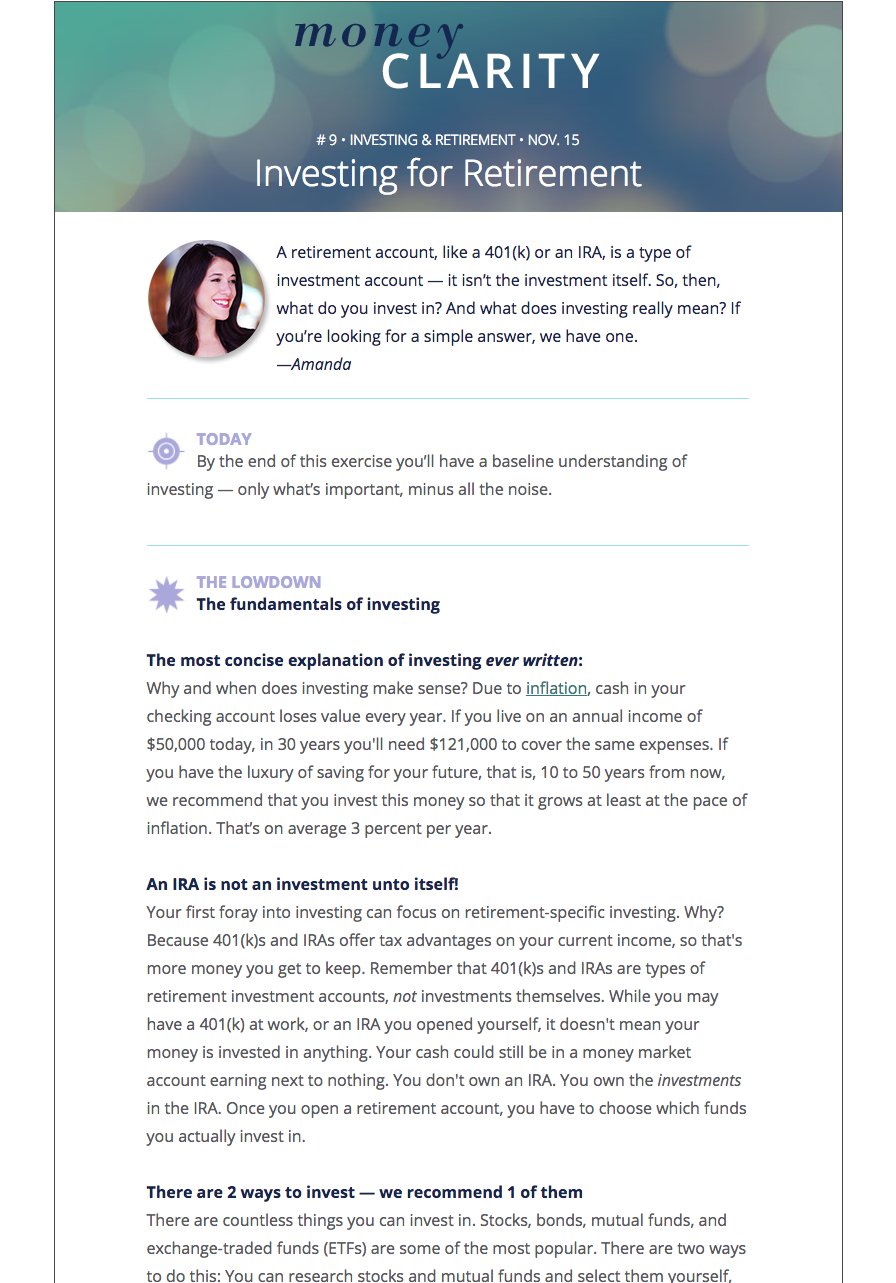 money
CLARITY
# 9 • INVESTING & RETIREMENT • NOV. 15
Investing for Retirement
A retirement account, like a 401(k) or an IRA, is a type of
investment account — it isn’t the investment itself. So, then,
what do you invest in? And what does investing really mean? If
you’re looking for a simple answer, we have one.
—Amanda
TODAY
By the end of this exercise you’ll have a baseline understanding of
investing — only what’s important, minus all the noise.
THE LOWDOWN
The fundamentals of investing
The most concise explanation of investing ever written:
Why and when does investing make sense? Due to inflation, cash in your
checking account loses value every year. If you live on an annual income of
$50,000 today, in 30 years you'll need $121,000 to cover the same expenses. If
you have the luxury of saving for your future, that is, 10 to 50 years from now,
we recommend that you invest this money so that it grows at least at the pace of
inflation. That’s on average 3 percent per year.
An IRA is not an investment unto itself!
Your first foray into investing can focus on retirement-specific investing. Why?
Because 401(k)s and IRAs offer tax advantages on your current income, so that's
more money you get to keep. Remember that 401(k)s and IRAs are types of
retirement investment accounts, not investments themselves. While you may
have a 401(k) at work, or an IRA you opened yourself, it doesn't mean your
money is invested in anything. Your cash could still be in a money market
account earning next to nothing. You don't own an IRA. You own the investments
in the IRA. Once you open a retirement account, you have to choose which funds
you actually invest in.
There are 2 ways to invest — we recommend 1 of them
There are countless things you can invest in. Stocks, bonds, mutual funds, and
exchange-traded funds (ETFs) are some of the most popular. There are two ways
to do this: You can research stocks and mutual funds and select them yourself,